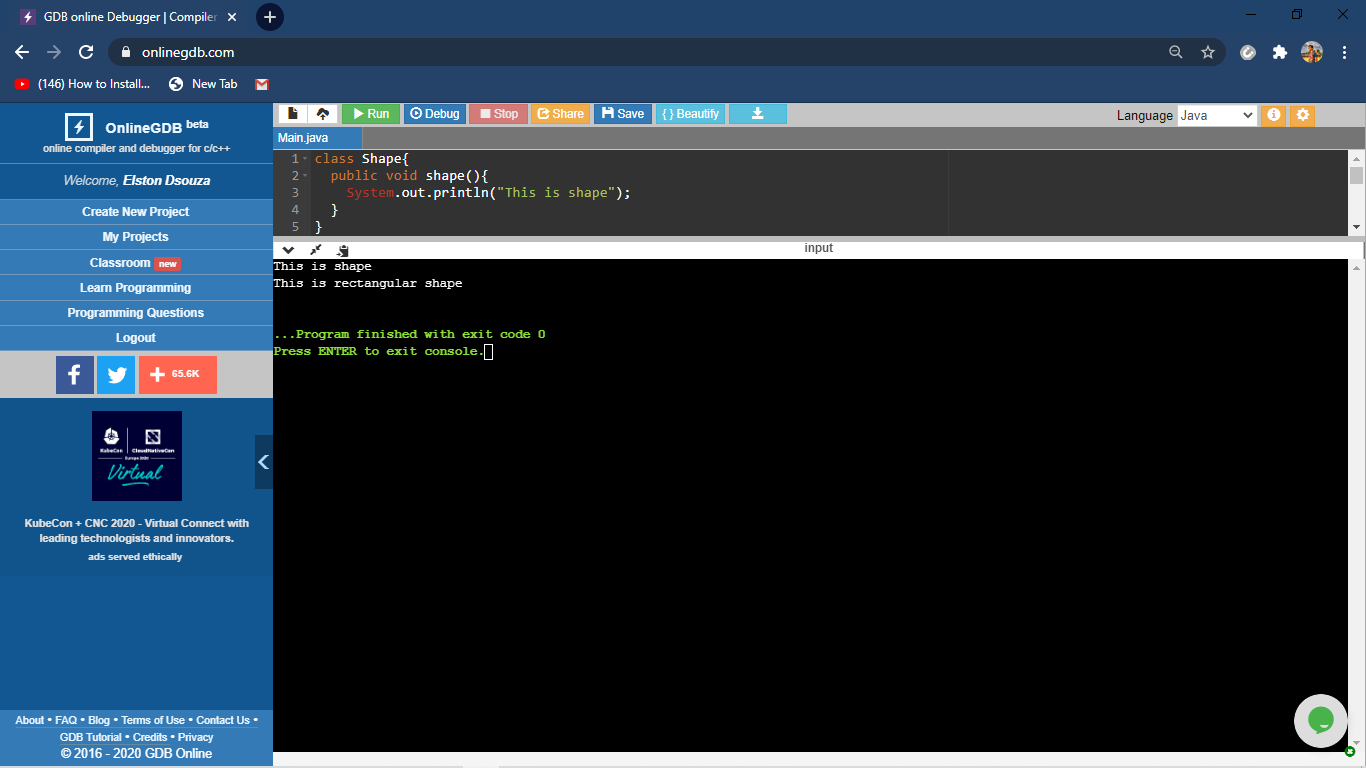 GDB online Debugger | Compiler
onlinegdb.com
(146) How to Install... New Tab
OnlineGDB beta
online compiler and debugger for c/c++
Welcome, Elston Dsouza
Create New Project
My Projects
Classroom new
Learn Programming
Programming Questions
Logout
65.6K
KubeCon CloudNativeCon
Europe 2020
Virtual
KubeCon + CNC 2020 - Virtual Connect with
leading technologists and innovators.
ads served ethically
About • FAQ • Blog • Terms of Use • Contact Us •
GDB Tutorial • Credits • Privacy
© 2016 - 2020 GDB Online
Run Debug Stop Share Save { } Beautify
Language Java
Main.java
1 class Shape{
2 public void shape(){
3 System.out.println("This is shape");
4 }
5 }
input
This is shape
This is rectangular shape
...Program finished with exit code 0
Press ENTER to exit console.